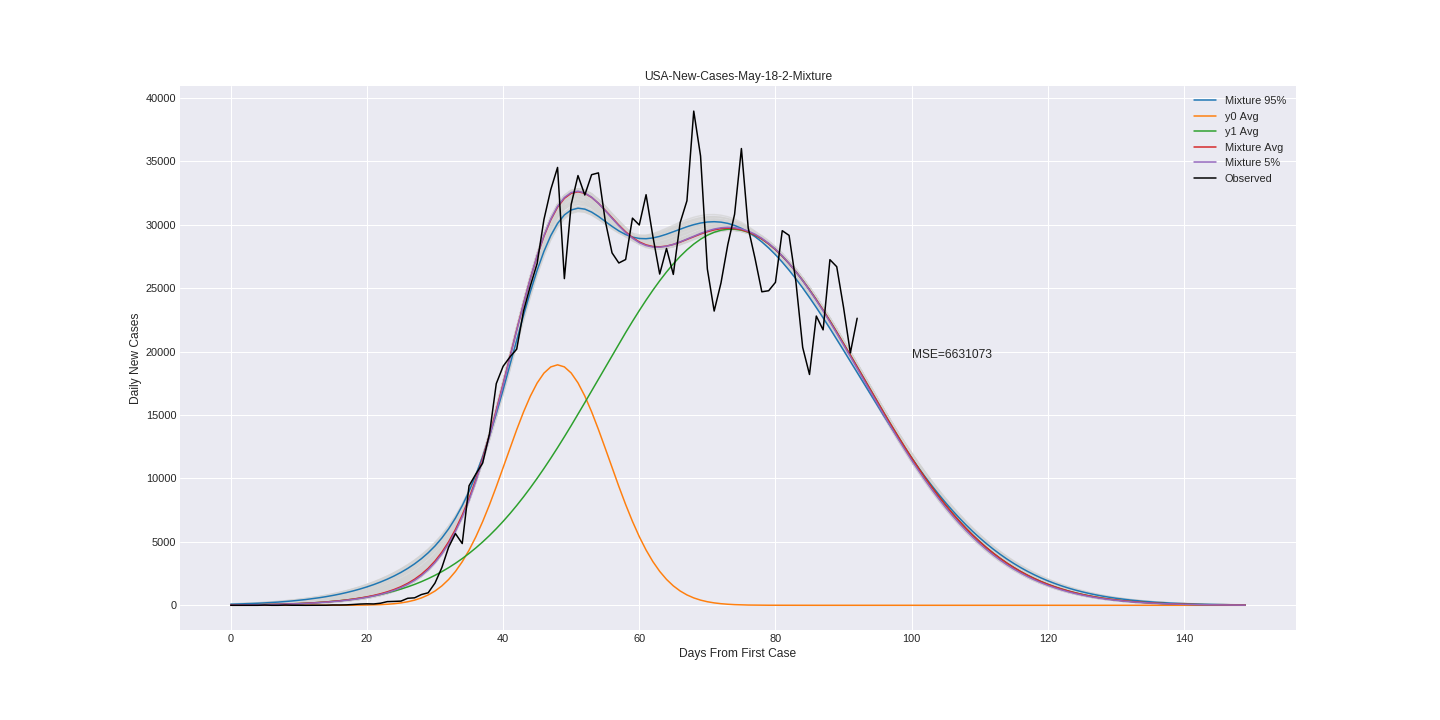 USA-New-Cases-May-18-2-Mixture
40000
35000
30000
25000
20000
15000
10000
5000
0
Daily New Cases
Mixture 95%
y0 Avg
y1 Avg
Mixture Avg
Mixture 5%
Observed
MSE=6631073
0 20 40 60 80 100 120 140
Days From First Case